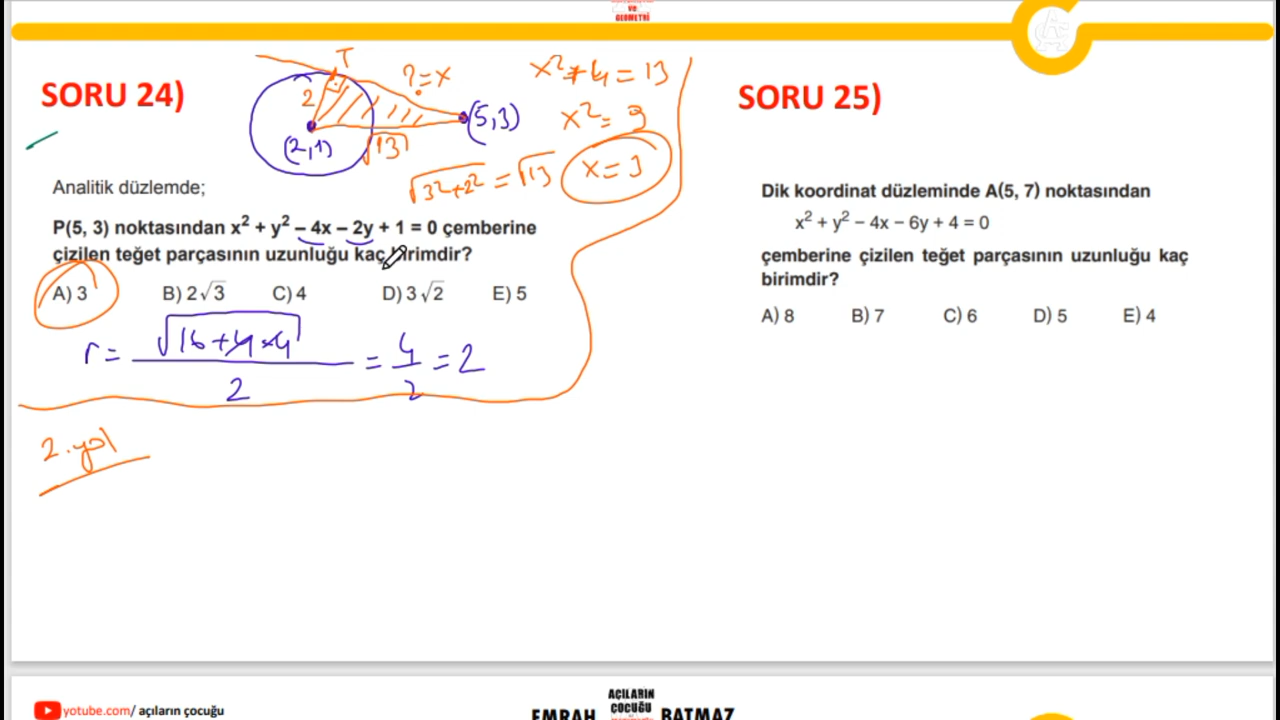 ve
GEOMETRİ
SORU 24)
T
?=x
2
(5,3)
(2,1)
√13
√3²+2² = √13
x²+4=13
x²=9
x=3
Analitik düzlemde;
P(5, 3) noktasından x² + y² – 4x – 2y + 1 = 0 çemberine
çizilen teğet parçasının uzunluğu kaç birimdir?
A) 3 B) 2√3 C) 4 D) 3√2 E) 5
r= √16+4-4 / 2 = 4/2 = 2
2.yol
SORU 25)
Dik koordinat düzleminde A(5, 7) noktasından
x² + y² – 4x – 6y + 4 = 0
çemberine çizilen teğet parçasının uzunluğu kaç
birimdir?
A) 8 B) 7 C) 6 D) 5 E) 4
yotube.com/ açıların çocuğu
AÇILARIN
ÇOCUĞU
EMRAH BATMAZ